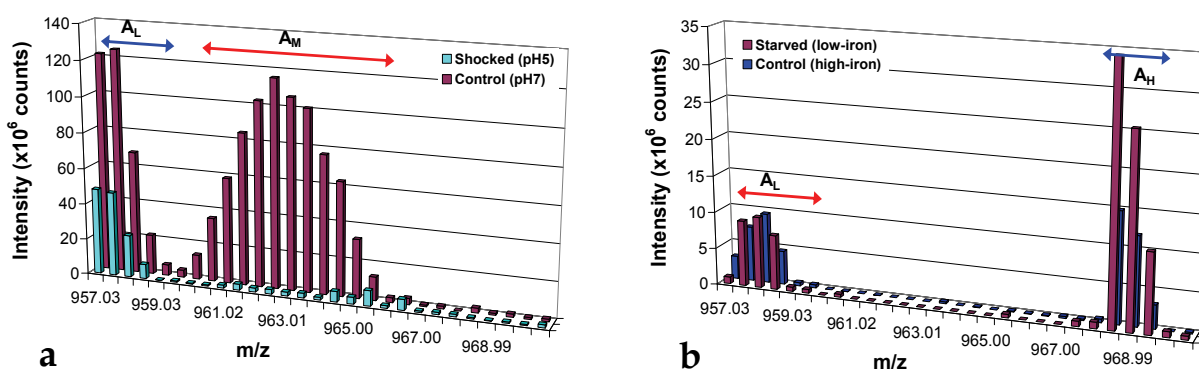 140
120
100
80
60
40
20
0
Intensity (x10⁶ counts)
A_L
A_M
Shocked (pH5)
Control (pH7)
957.03 959.03 961.02 963.01 965.00 967.00 968.99
m/z
a
35
30
25
20
15
10
5
0
Intensity (x10⁶ counts)
Starved (low-iron)
Control (high-iron)
A_L
A_H
957.03 959.03 961.02 963.01 965.00 967.00 968.99
m/z
b